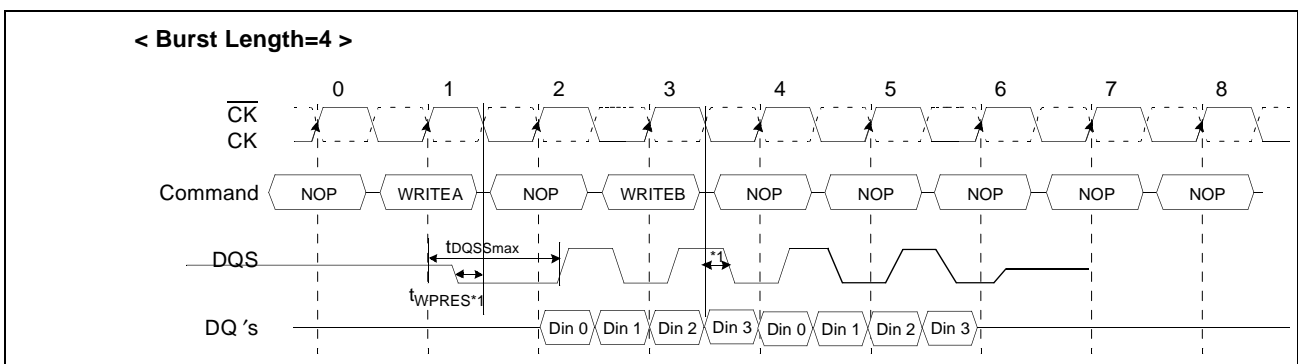 < Burst Length=4 >
0 1 2 3 4 5 6 7 8
CK
CK
Command NOP WRITEA NOP WRITEB NOP NOP NOP NOP NOP
DQS tDQSSmax *1
tWPRES*1
DQ ′s Din 0 Din 1 Din 2 Din 3 Din 0 Din 1 Din 2 Din 3